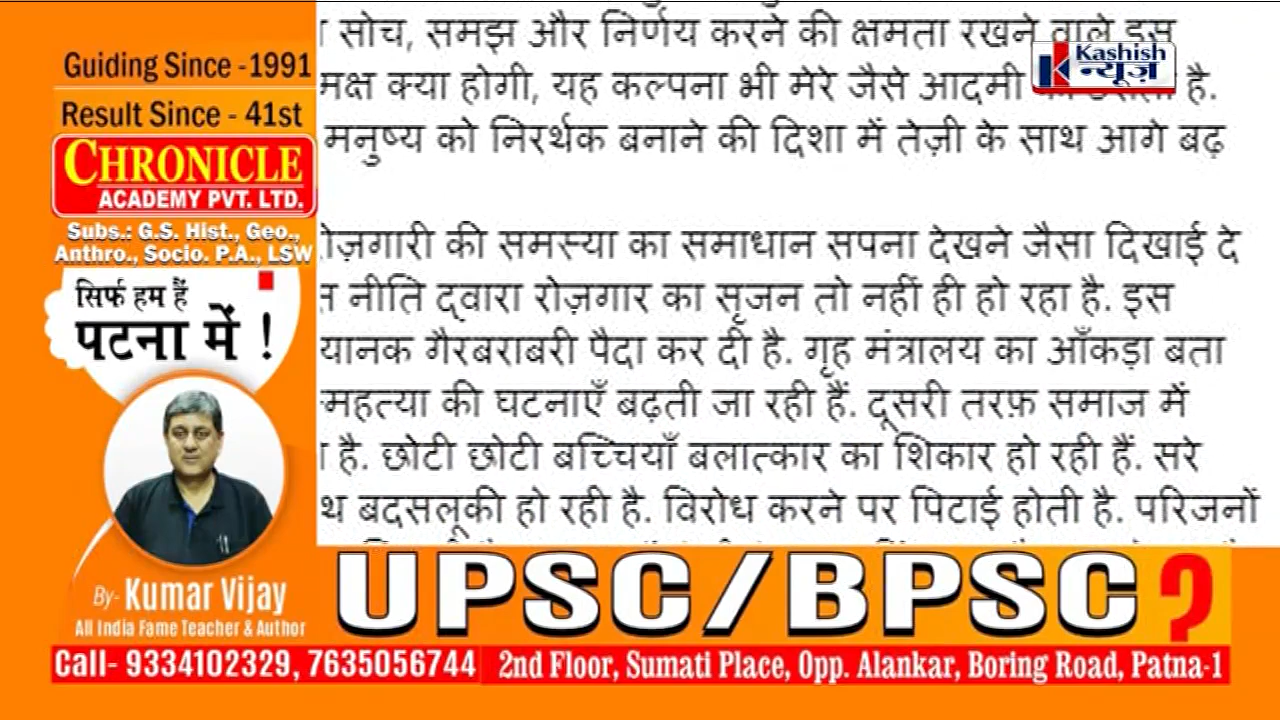 Guiding Since -1991
Result Since - 41st
CHRONICLE
ACADEMY PVT. LTD.
Subs.: G.S. Hist., Geo.,
Anthro., Socio. P.A., LSW
सिर्फ हम हैं
पटना में !
By- Kumar Vijay
All India Fame Teacher & Author
सोच, समझ और निर्णय करने की क्षमता रखने वाले इस
क्या होगी, यह कल्पना भी मेरे जैसे आदमी है.
मनुष्य को निरर्थक बनाने की दिशा में तेज़ी के साथ आगे बढ़
की समस्या का समाधान सपना देखने जैसा दिखाई दे
नीति द्वारा रोज़गार का सृजन तो नहीं ही हो रहा है. इस
गैरबराबरी पैदा कर दी है. गृह मंत्रालय का आँकड़ा बता
की घटनाएँ बढ़ती जा रही हैं. दूसरी तरफ़ समाज में
है. छोटी छोटी बच्चियाँ बलात्कार का शिकार हो रही हैं. सरे
बदसलूकी हो रही है. विरोध करने पर पिटाई होती है. परिजनों
Kashish
न्यूज़
UPSC/BPSC?
Call- 9334102329, 7635056744
2nd Floor, Sumati Place, Opp. Alankar, Boring Road, Patna-1